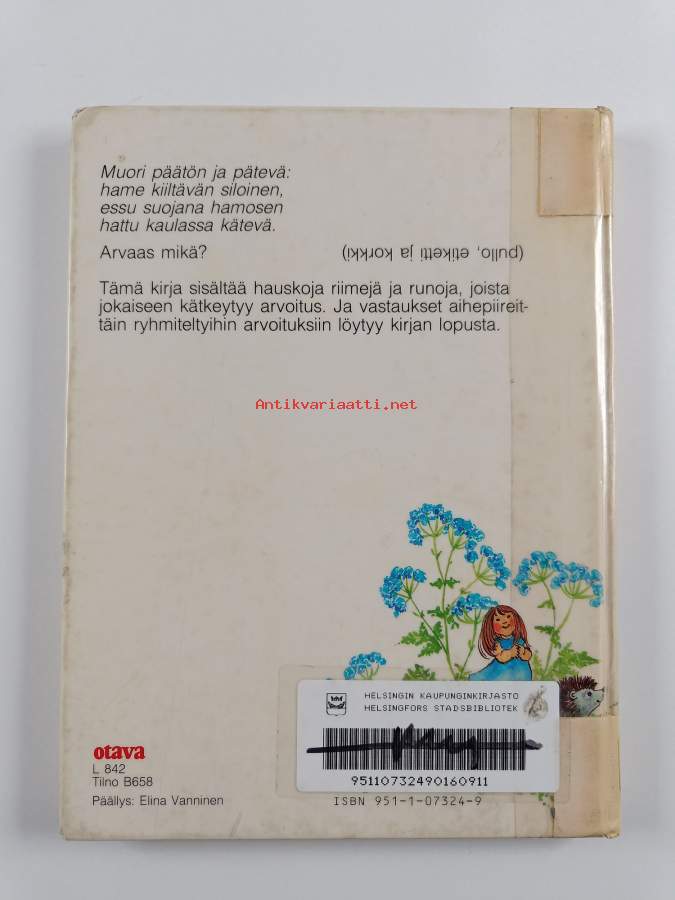 Muori päätön ja pätevä:
hame kiiltävän siloinen,
essu suojana hamosen
hattu kaulassa kätevä.
Arvaas mikä? (pullo, etiketti ja korkki)
Tämä kirja sisältää hauskoja riimejä ja runoja, joista
jokaiseen kätkeytyy arvoitus. Ja vastaukset aihepiireit-
täin ryhmiteltyihin arvoituksiin löytyy kirjan lopusta.
Antikvariaatti.net
HELSINGIN KAUPUNGINKIRJASTO
HELSINGFORS STADSBIBLIOTEK
95110732490160911
ISBN 951-1-07324-9
otava
L 842
Tilno B658
Päällys: Elina Vanninen